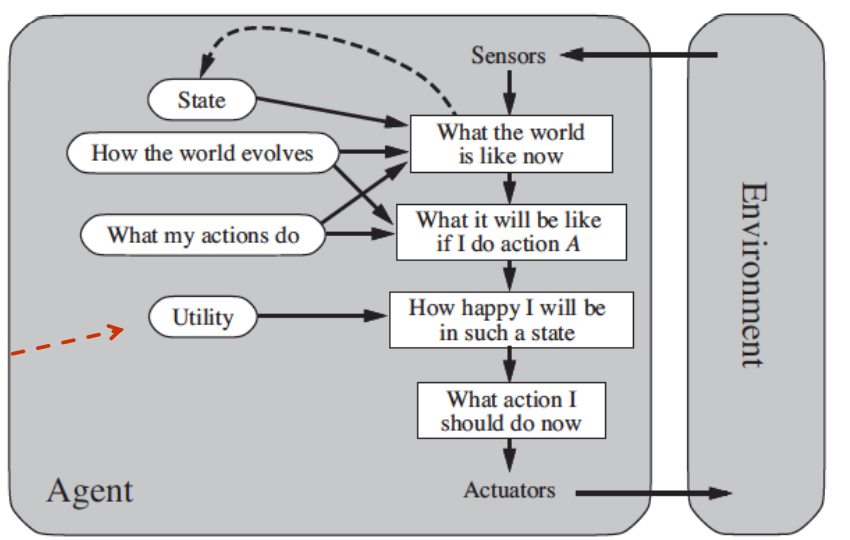 Sensors
State
What the world
is like now
How the world evolves
What my actions do
What it will be like
if I do action A
Utility
How happy I will be
in such a state
What action I
should do now
Agent
Actuators
Environment